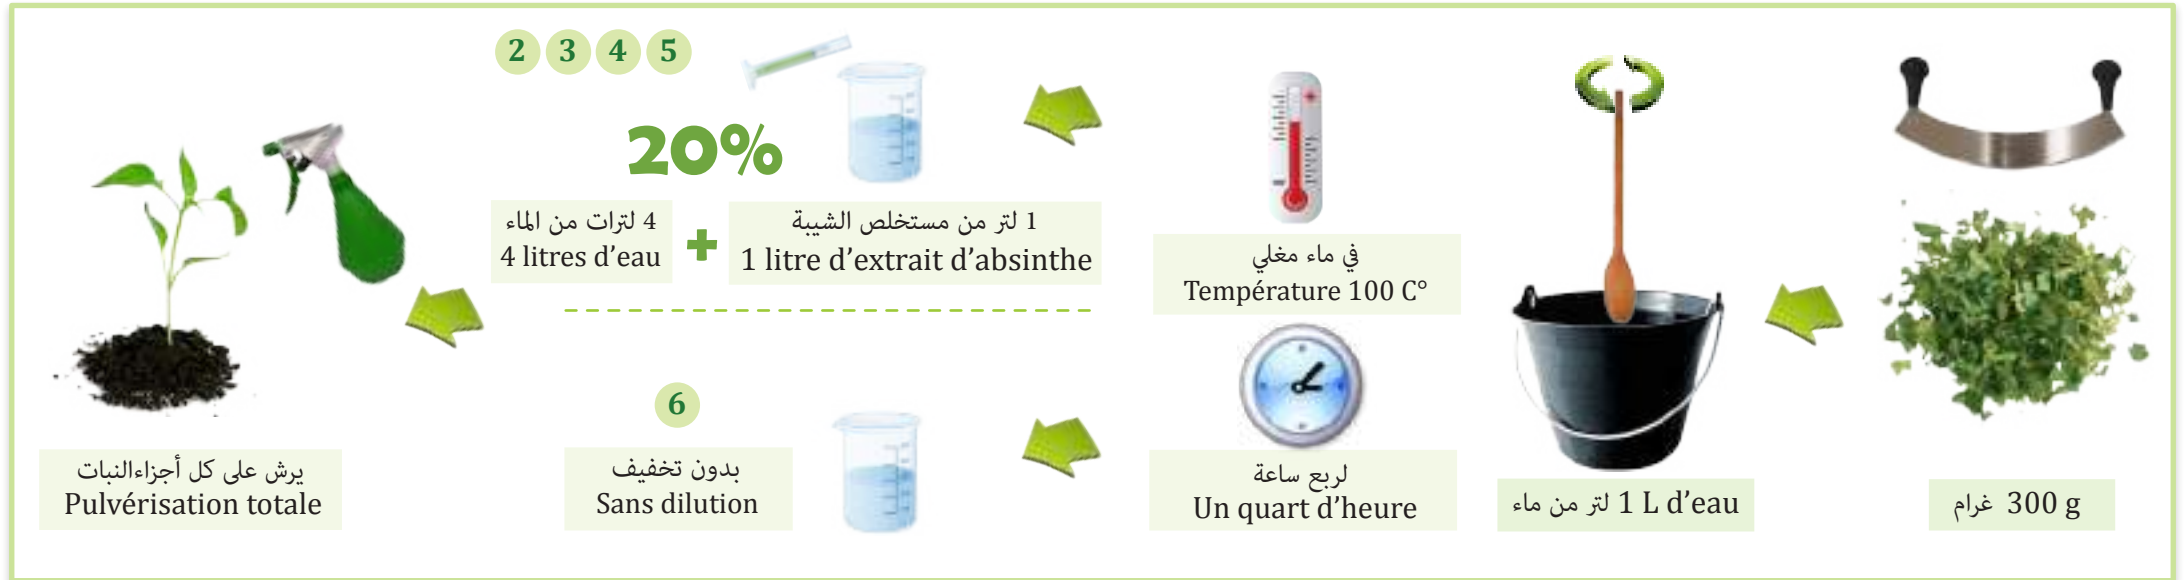 300 g غرام
1 L d’eau لتر من ماء
في ماء مغلي
Température 100 C°
لربع ساعة
Un quart d’heure
2 3 4 5
20%
1 لتر من مستخلص الشيبة
1 litre d’extrait d’absinthe
+
4 لترات من الماء
4 litres d’eau
6
بدون تخفيف
Sans dilution
يرش على كل أجزاءالنبات
Pulvérisation totale